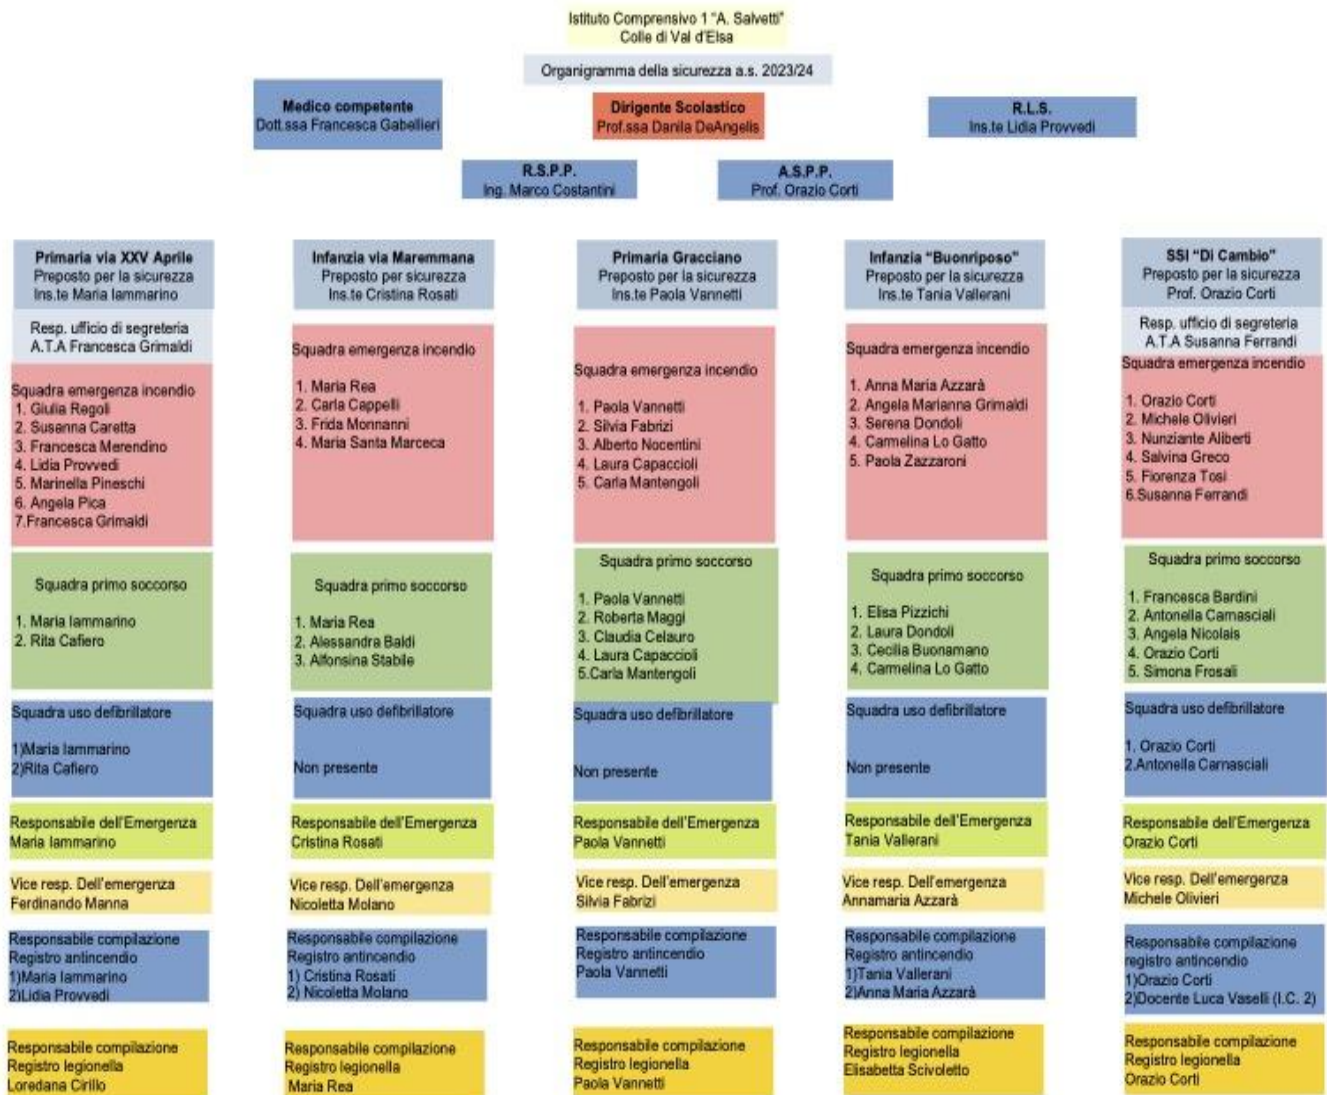 Istituto Comprensivo 1 "A. Salvetti"
Colle di Val d'Elsa
Organigramma della sicurezza a.s. 2023/24
Medico competente
Dott.ssa Francesca Gabellieri
Dirigente Scolastico
Prof.ssa Danila DeAngelis
R.L.S.
Ins.te Lidia Provvedi
R.S.P.P.
Ing. Marco Costantini
A.S.P.P.
Prof. Orazio Corti
Primaria via XXV Aprile
Preposto per la sicurezza
Ins.te Maria Iammarino
Resp. ufficio di segreteria
A.T.A Francesca Grimaldi
Squadra emergenza incendio
1. Giulia Regoli
2. Susanna Caretta
3. Francesca Merendino
4. Lidia Provvedi
5. Marinella Pineschi
6. Angela Pica
7.Francesca Grimaldi
Squadra primo soccorso
1. Maria Iammarino
2. Rita Cafiero
Squadra uso defibrillatore
1)Maria Iammarino
2)Rita Cafiero
Responsabile dell'Emergenza
Maria Iammarino
Vice resp. Dell'emergenza
Ferdinando Manna
Responsabile compilazione
Registro antincendio
1)Maria Iammarino
2)Lidia Provvedi
Responsabile compilazione
Registro legionella
Loredana Cirillo
Infanzia via Maremmana
Preposto per sicurezza
Ins.te Cristina Rosati
Squadra emergenza incendio
1. Maria Rea
2. Carla Cappelli
3. Frida Monnanni
4. Maria Santa Marceca
Squadra primo soccorso
1. Maria Rea
2. Alessandra Baldi
3. Alfonsina Stabile
Squadra uso defibrillatore
Non presente
Responsabile dell'Emergenza
Cristina Rosati
Vice resp. Dell'emergenza
Nicoletta Molano
Responsabile compilazione
Registro antincendio
1) Cristina Rosati
2) Nicoletta Molano
Responsabile compilazione
Registro legionella
Maria Rea
Primaria Gracciano
Preposto per la sicurezza
Ins.te Paola Vannetti
Squadra emergenza incendio
1. Paola Vannetti
2. Silvia Fabrizi
3. Alberto Nocentini
4. Laura Capaccioli
5. Carla Mantengoli
Squadra primo soccorso
1. Paola Vannetti
2. Roberta Maggi
3. Claudia Celauro
4. Laura Capaccioli
5.Carla Mantengoli
Squadra uso defibrillatore
Non presente
Responsabile dell'Emergenza
Paola Vannetti
Vice resp. Dell'emergenza
Silvia Fabrizi
Responsabile compilazione
Registro antincendio
Paola Vannetti
Responsabile compilazione
Registro legionella
Paola Vannetti
Infanzia "Buonriposo"
Preposto per la sicurezza
Ins.te Tania Vallerani
Squadra emergenza incendio
1. Anna Maria Azzarà
2. Angela Marianna Grimaldi
3. Serena Dondoli
4. Carmelina Lo Gatto
5. Paola Zazzaroni
Squadra primo soccorso
1. Elisa Pizzichi
2. Laura Dondoli
3. Cecilia Buonamano
4. Carmelina Lo Gatto
Squadra uso defibrillatore
Non presente
Responsabile dell'Emergenza
Tania Vallerani
Vice resp. Dell'emergenza
Annamaria Azzarà
Responsabile compilazione
Registro antincendio
1)Tania Vallerani
2)Anna Maria Azzarà
Responsabile compilazione
Registro legionella
Elisabetta Scivoletto
SSI "Di Cambio"
Preposto per la sicurezza
Prof. Orazio Corti
Resp. ufficio di segreteria
A.T.A Susanna Ferrandi
Squadra emergenza incendio
1. Orazio Corti
2. Michele Olivieri
3. Nunziante Aliberti
4. Salvina Greco
5. Fiorenza Tosi
6.Susanna Ferrandi
Squadra primo soccorso
1. Francesca Bardini
2. Antonella Carnasciali
3. Angela Nicolais
4. Orazio Corti
5. Simona Frosali
Squadra uso defibrillatore
1. Orazio Corti
2.Antonella Carnasciali
Responsabile dell'Emergenza
Orazio Corti
Vice resp. Dell'emergenza
Michele Olivieri
Responsabile compilazione
registro antincendio
1)Orazio Corti
2)Docente Luca Vaselli (I.C. 2)
Responsabile compilazione
Registro legionella
Orazio Corti